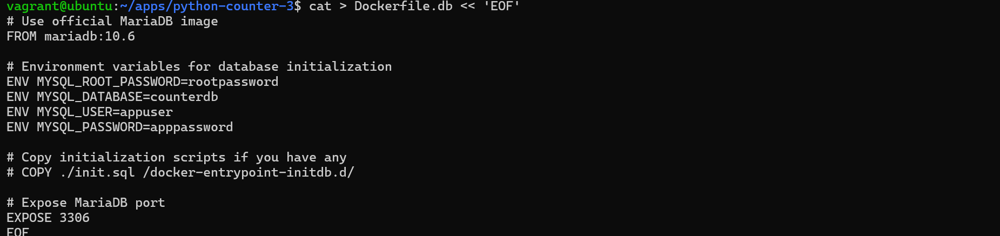 vagrant@ubuntu:~/apps/python-counter-3$ cat > Dockerfile.db << 'EOF'
# Use official MariaDB image
FROM mariadb:10.6

# Environment variables for database initialization
ENV MYSQL_ROOT_PASSWORD=rootpassword
ENV MYSQL_DATABASE=counterdb
ENV MYSQL_USER=appuser
ENV MYSQL_PASSWORD=apppassword

# Copy initialization scripts if you have any
# COPY ./init.sql /docker-entrypoint-initdb.d/

# Expose MariaDB port
EXPOSE 3306
EOF